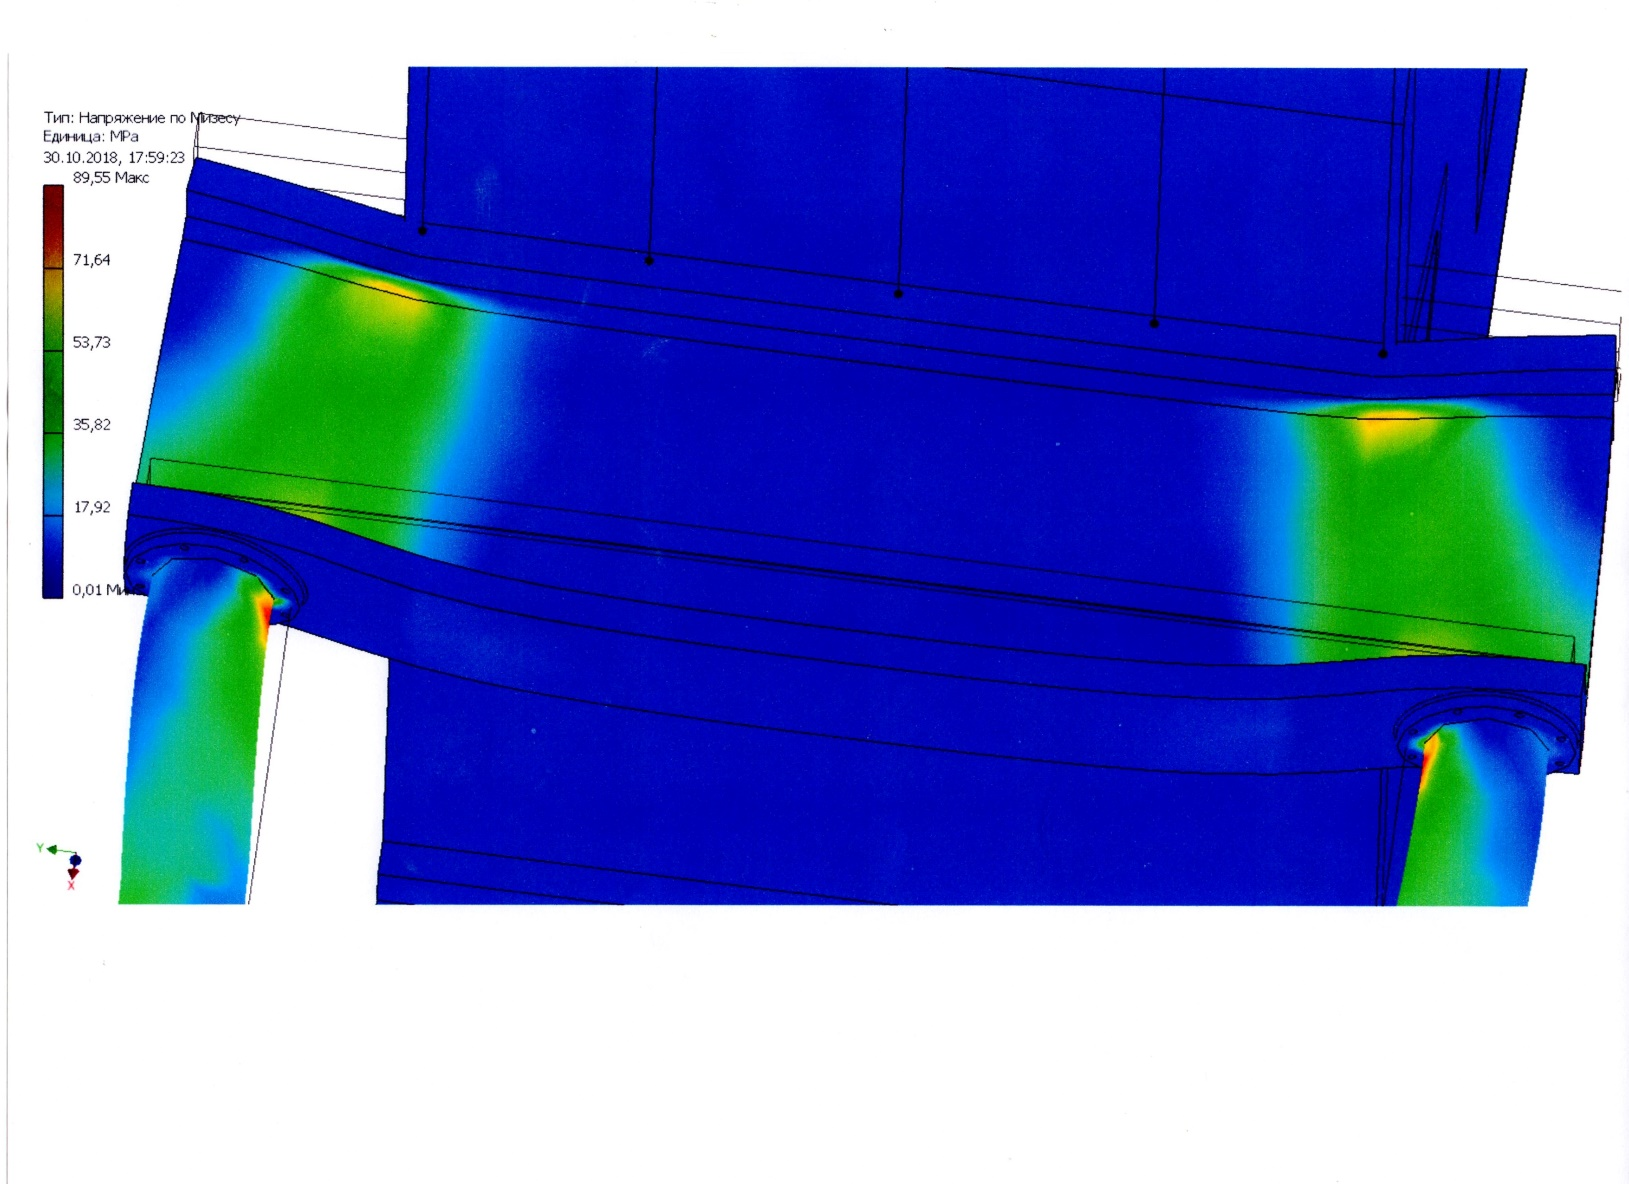 Тип: Напряжение по Мизесу
Единица: MPa
30.10.2018, 17:59:23
89,55 Макс
71,64
53,73
35,82
17,92
0,01
Y
X